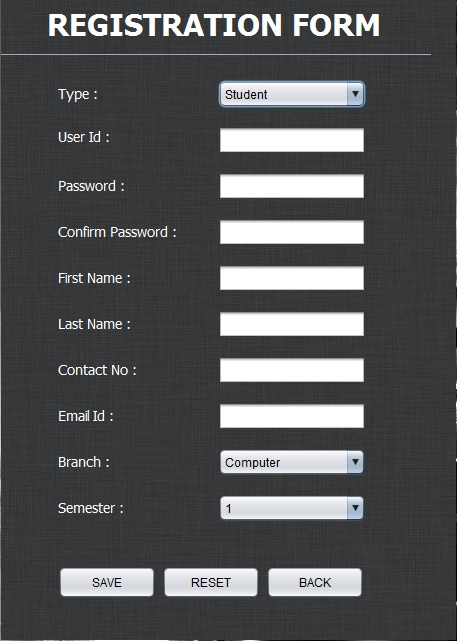 REGISTRATION FORM
Type : Student
User Id :
Password :
Confirm Password :
First Name :
Last Name :
Contact No :
Email Id :
Branch : Computer
Semester : 1
SAVE RESET BACK